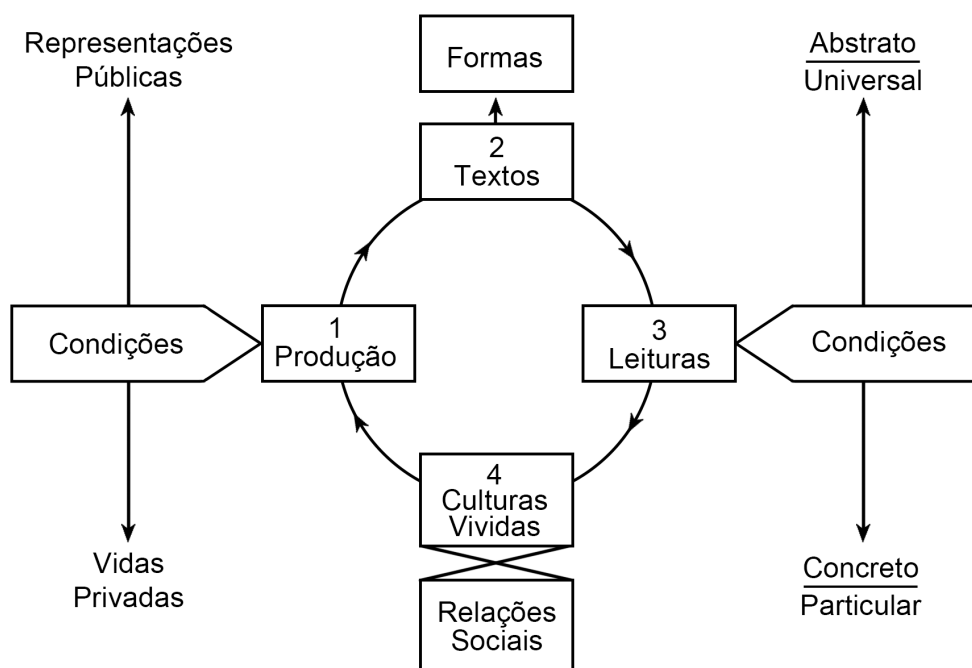 Representações
Públicas
Formas
Abstrato
Universal
2
Textos
Condições
1
Produção
3
Leituras
Condições
4
Culturas
Vividas
Vidas
Privadas
Relações
Sociais
Concreto
Particular